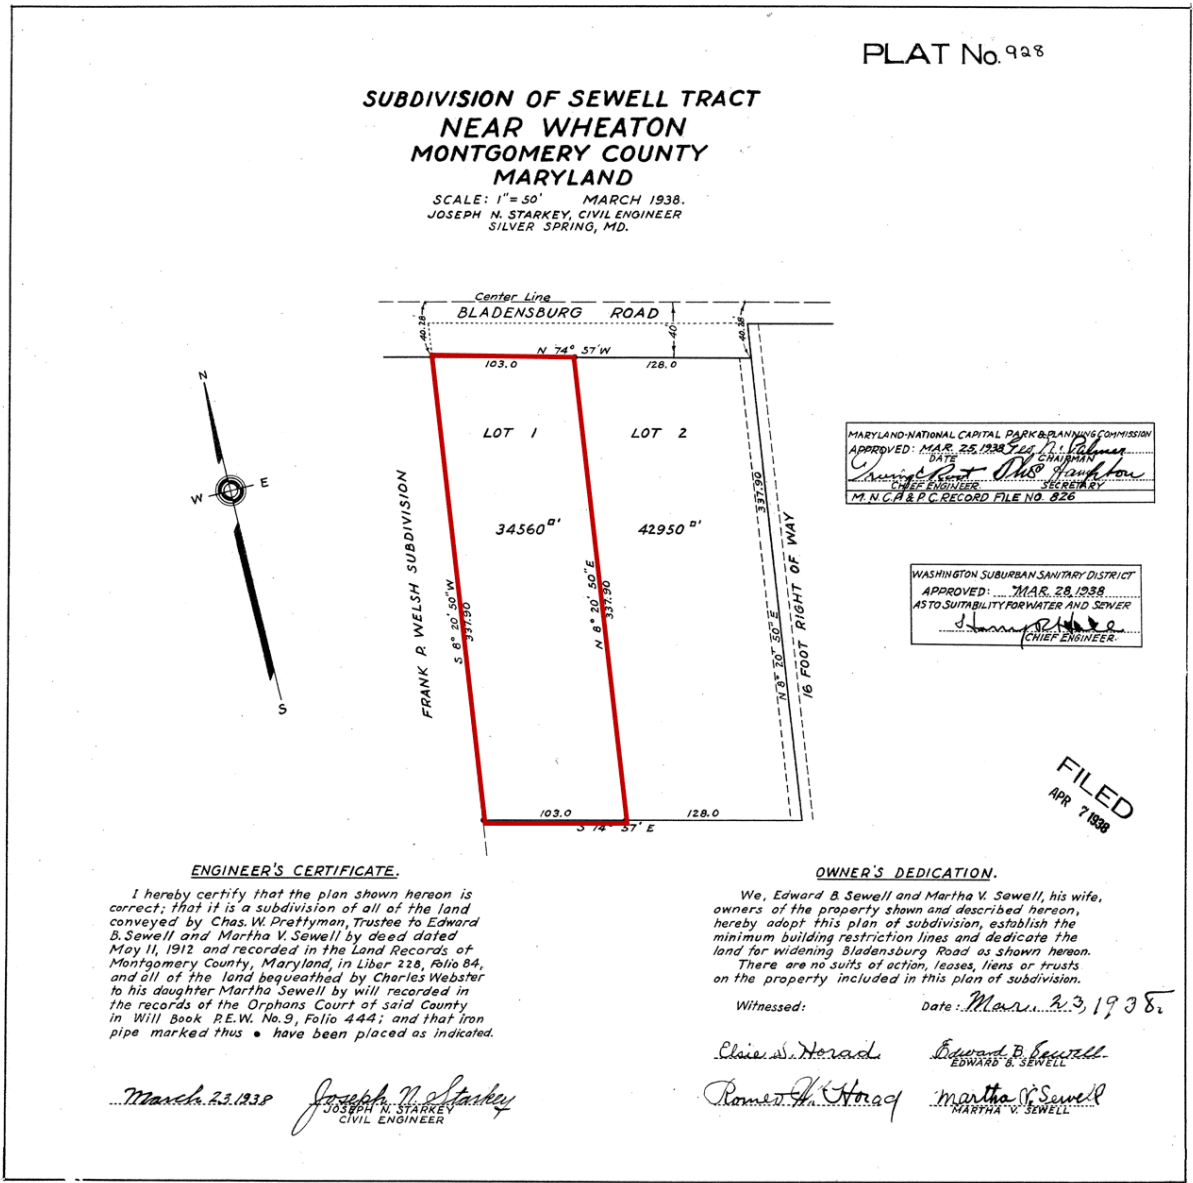 PLAT No. 928
SUBDIVISION OF SEWELL TRACT
NEAR WHEATON
MONTGOMERY COUNTY
MARYLAND
SCALE: 1"= 50'   MARCH 1938.
JOSEPH N. STARKEY, CIVIL ENGINEER
SILVER SPRING, MD.
Center Line
BLADENSBURG ROAD
40.28
40
40.28
N 74° 57' W
103.0
128.0
N
W
E
S
LOT 1
LOT 2
34560□'
42950□'
FRANK P. WELSH SUBDIVISION
S 8° 20' 50" W
337.90
N 8° 20' 50" E
337.90
337.90
N 8° 20' 50" E
16 FOOT RIGHT OF WAY
103.0
128.0
S 74° 57' E
MARYLAND-NATIONAL CAPITAL PARK & PLANNING COMMISSION
APPROVED: MAR. 25, 1938 Geo. N. Palmer
DATE CHAIRMAN
Irving C. Root Thos Hampton
CHIEF ENGINEER. SECRETARY
M. N. C. P. & P. C. RECORD FILE NO. 826
WASHINGTON SUBURBAN SANITARY DISTRICT
APPROVED: MAR. 28, 1938
AS TO SUITABILITY FOR WATER AND SEWER
Harry R. Hall
CHIEF ENGINEER.
FILED
APR 7 1938
ENGINEER'S CERTIFICATE.
I hereby certify that the plan shown hereon is
correct; that it is a subdivision of all of the land
conveyed by Chas. W. Prettyman, Trustee to Edward
B. Sewell and Martha V. Sewell by deed dated
May 11, 1912 and recorded in the Land Records of
Montgomery County, Maryland, in Liber 228, Folio 84,
and all of the land bequeathed by Charles Webster
to his daughter Martha Sewell by will recorded in
the records of the Orphans Court of said County
in Will Book P.E.W. No. 9, Folio 444; and that iron
pipe marked thus • have been placed as indicated.
March 23, 1938 Joseph N. Starkey
JOSEPH N. STARKEY
CIVIL ENGINEER
OWNER'S DEDICATION.
We, Edward B. Sewell and Martha V. Sewell, his wife,
owners of the property shown and described hereon,
hereby adopt this plan of subdivision, establish the
minimum building restriction lines and dedicate the
land for widening Bladensburg Road as shown hereon.
There are no suits of action, leases, liens or trusts
on the property included in this plan of subdivision.
Witnessed: Date: Mar. 23, 1938.
Elsie W. Horad Edward B. Sewell
EDWARD B. SEWELL
Romeo W. Horad Martha V. Sewell
MARTHA V. SEWELL